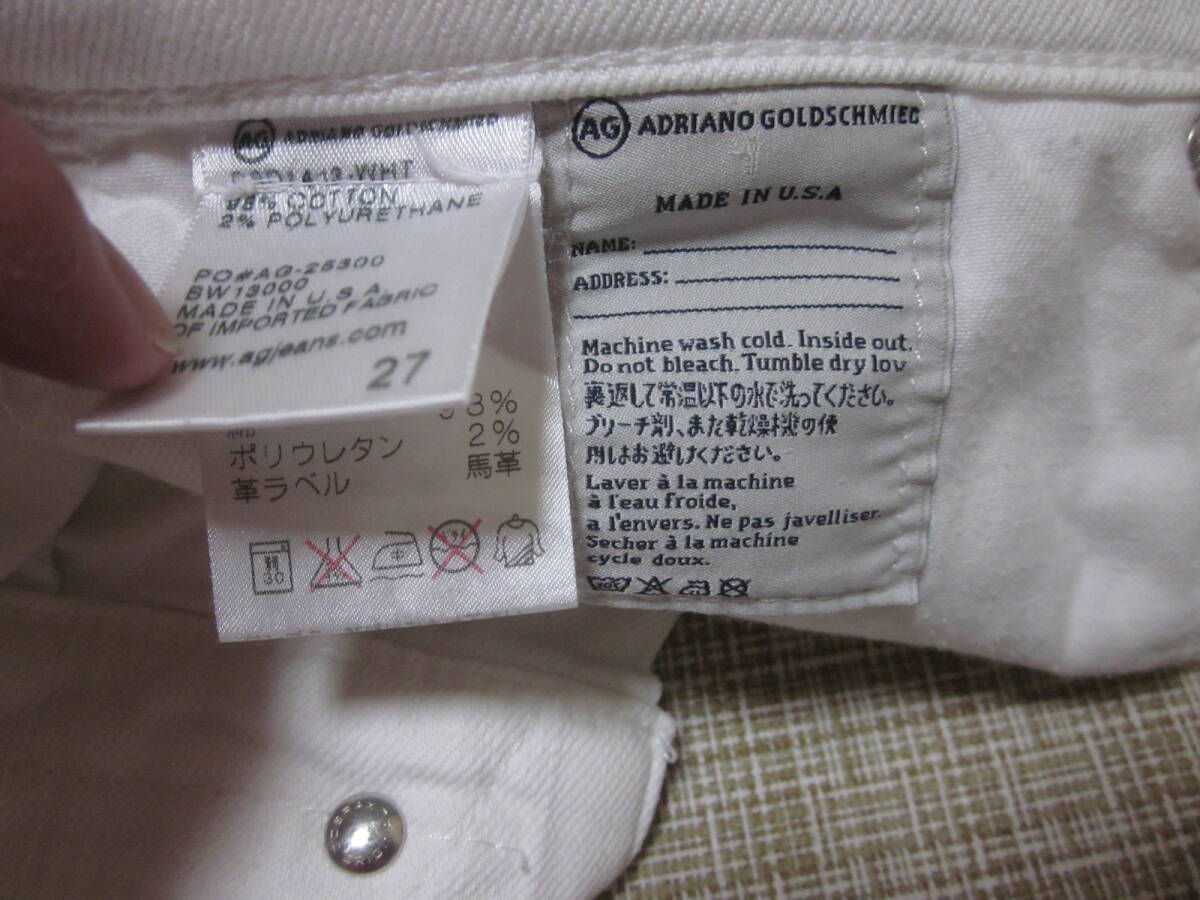 AG ADRIANO GOLDSCHMIED
98% COTTON
2% POLYURETHANE
PO#AG-25300
BW13000
MADE IN U.S.A.
OF IMPORTED FABRIC
www.agjeans.com
27
98%
ポリウレタン 2%
革ラベル 馬革
30
AG ADRIANO GOLDSCHMIED
MADE IN U.S.A
NAME:
ADDRESS:
Machine wash cold. Inside out.
Do not bleach. Tumble dry low
裏返して常温以下の水で洗ってください。
ブリーチ剤、また乾燥機の使
用しはお避けください。
Laver à la machine
à l'eau froide,
a l'envers. Ne pas javelliser.
Secher à la machine
cycle doux.